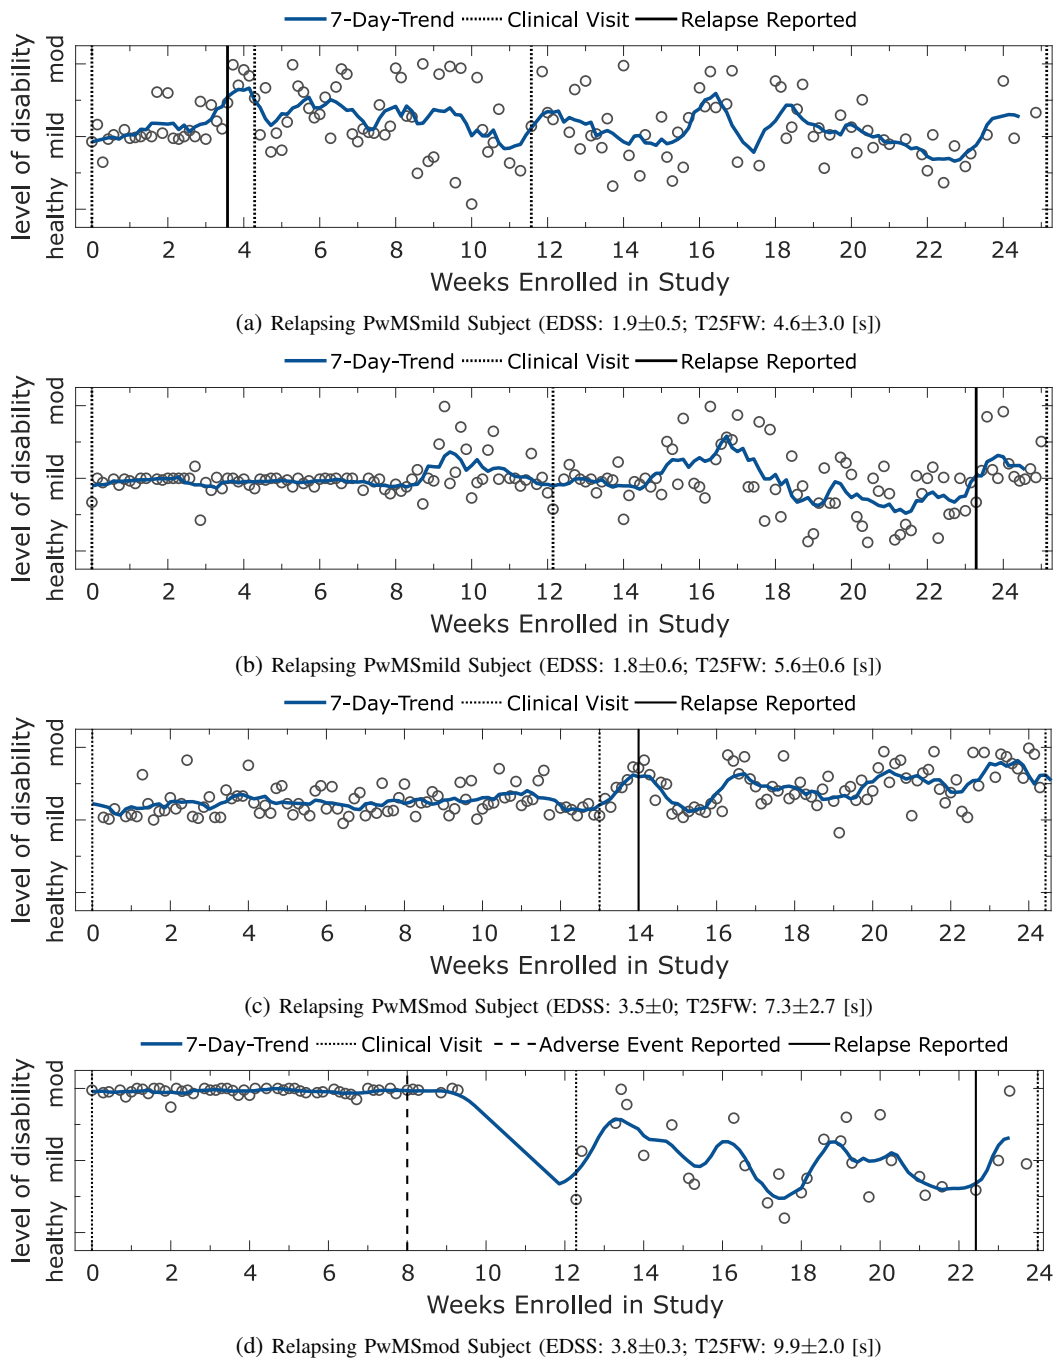 7-Day-Trend Clinical Visit Relapse Reported
level of disability
healthy mild mod
0 2 4 6 8 10 12 14 16 18 20 22 24
Weeks Enrolled in Study
(a) Relapsing PwMSmild Subject (EDSS: 1.9±0.5; T25FW: 4.6±3.0 [s])
7-Day-Trend Clinical Visit Relapse Reported
level of disability
healthy mild mod
0 2 4 6 8 10 12 14 16 18 20 22 24
Weeks Enrolled in Study
(b) Relapsing PwMSmild Subject (EDSS: 1.8±0.6; T25FW: 5.6±0.6 [s])
7-Day-Trend Clinical Visit Relapse Reported
level of disability
healthy mild mod
0 2 4 6 8 10 12 14 16 18 20 22 24
Weeks Enrolled in Study
(c) Relapsing PwMSmod Subject (EDSS: 3.5±0; T25FW: 7.3±2.7 [s])
7-Day-Trend Clinical Visit Adverse Event Reported Relapse Reported
level of disability
healthy mild mod
0 2 4 6 8 10 12 14 16 18 20 22 24
Weeks Enrolled in Study
(d) Relapsing PwMSmod Subject (EDSS: 3.8±0.3; T25FW: 9.9±2.0 [s])